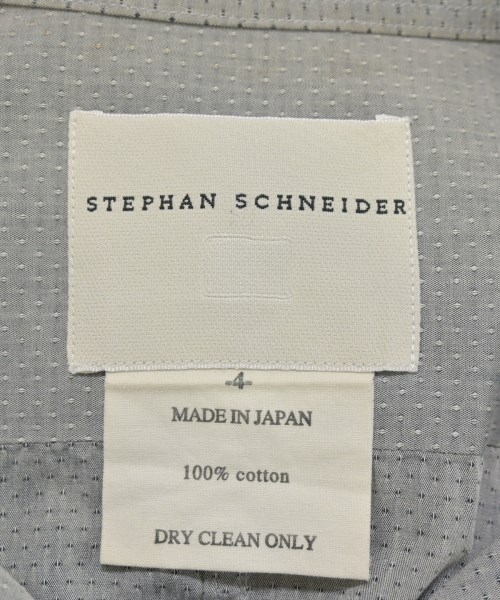 STEPHAN SCHNEIDER
-4-
MADE IN JAPAN
100% cotton
DRY CLEAN ONLY